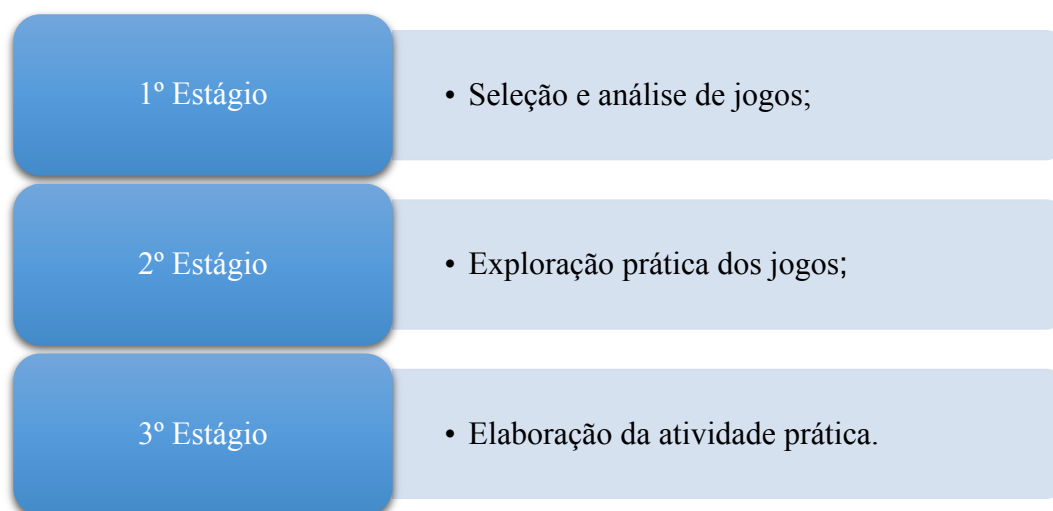 1º Estágio
• Seleção e análise de jogos;
2º Estágio
• Exploração prática dos jogos;
3º Estágio
• Elaboração da atividade prática.